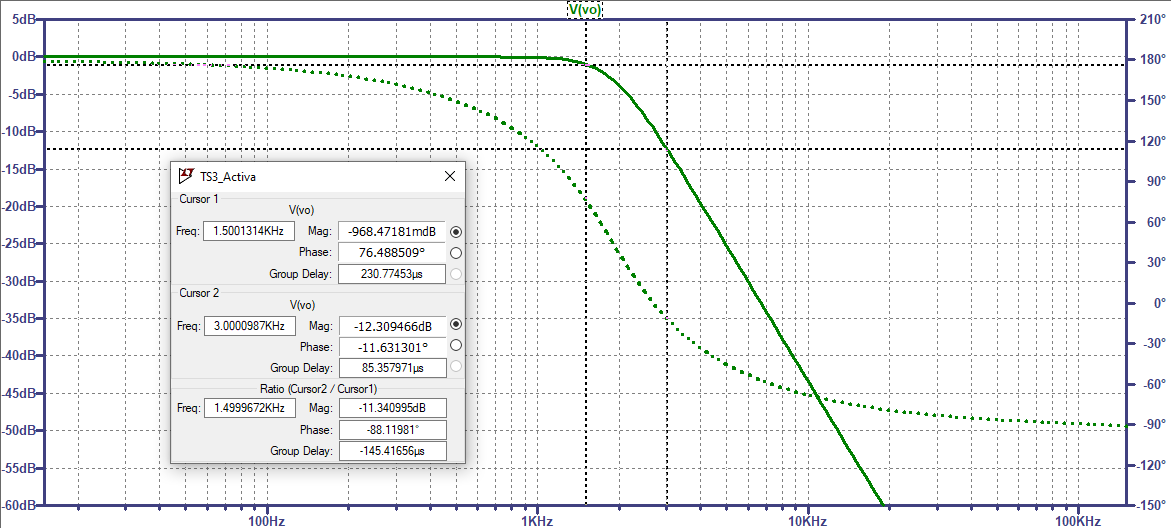 V(vo)
5dB
210°
0dB
180°
-5dB
150°
-10dB
120°
-15dB
90°
-20dB
60°
-25dB
30°
-30dB
0°
-35dB
-30°
-40dB
-60°
-45dB
-90°
-50dB
-120°
-55dB
-150°
-60dB
TS3_Activa
Cursor 1
V(vo)
Freq: 1.5001314KHz Mag: -968.47181mdB
Phase: 76.488509°
Group Delay: 230.77453µs
Cursor 2
V(vo)
Freq: 3.0000987KHz Mag: -12.309466dB
Phase: -11.631301°
Group Delay: 85.357971µs
Ratio (Cursor2 / Cursor1)
Freq: 1.4999672KHz Mag: -11.340995dB
Phase: -88.11981°
Group Delay: -145.41656µs
100Hz 1KHz 10KHz 100KHz